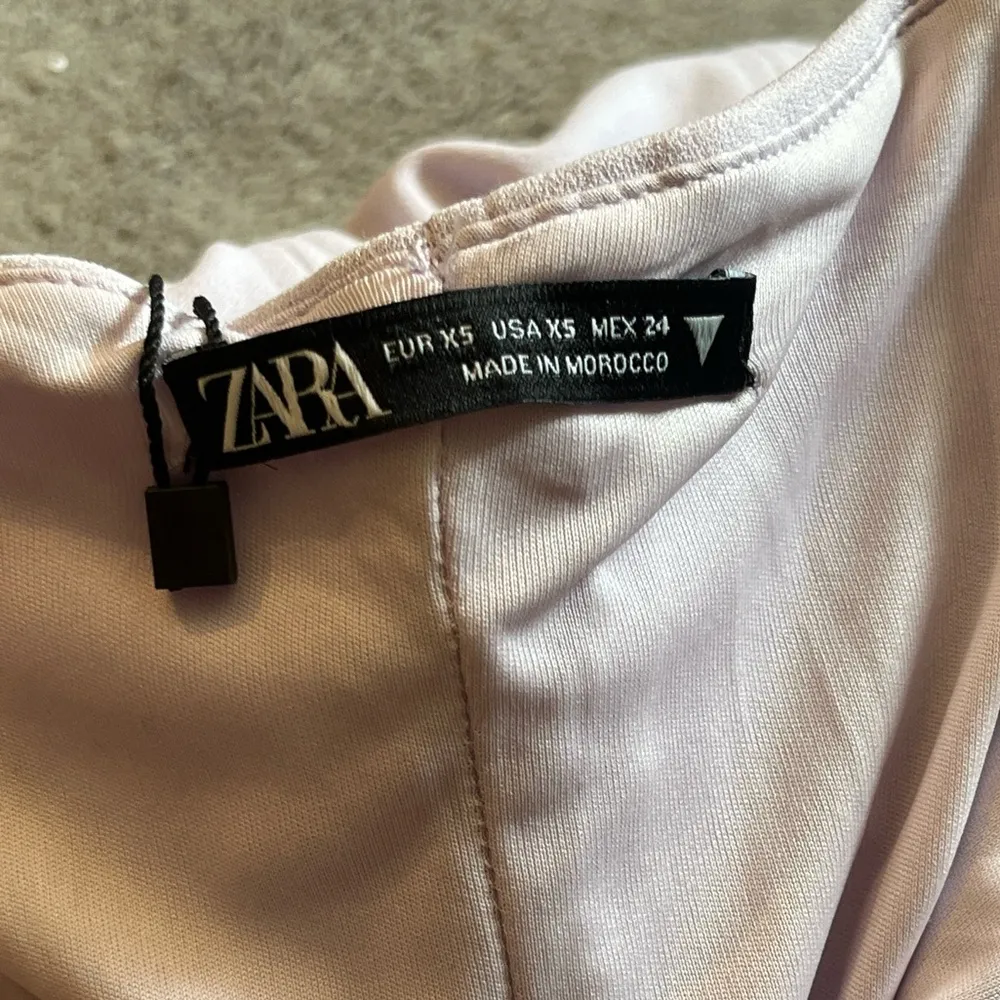 ZARA
EUR XS USA XS MEX 24
MADE IN MOROCCO